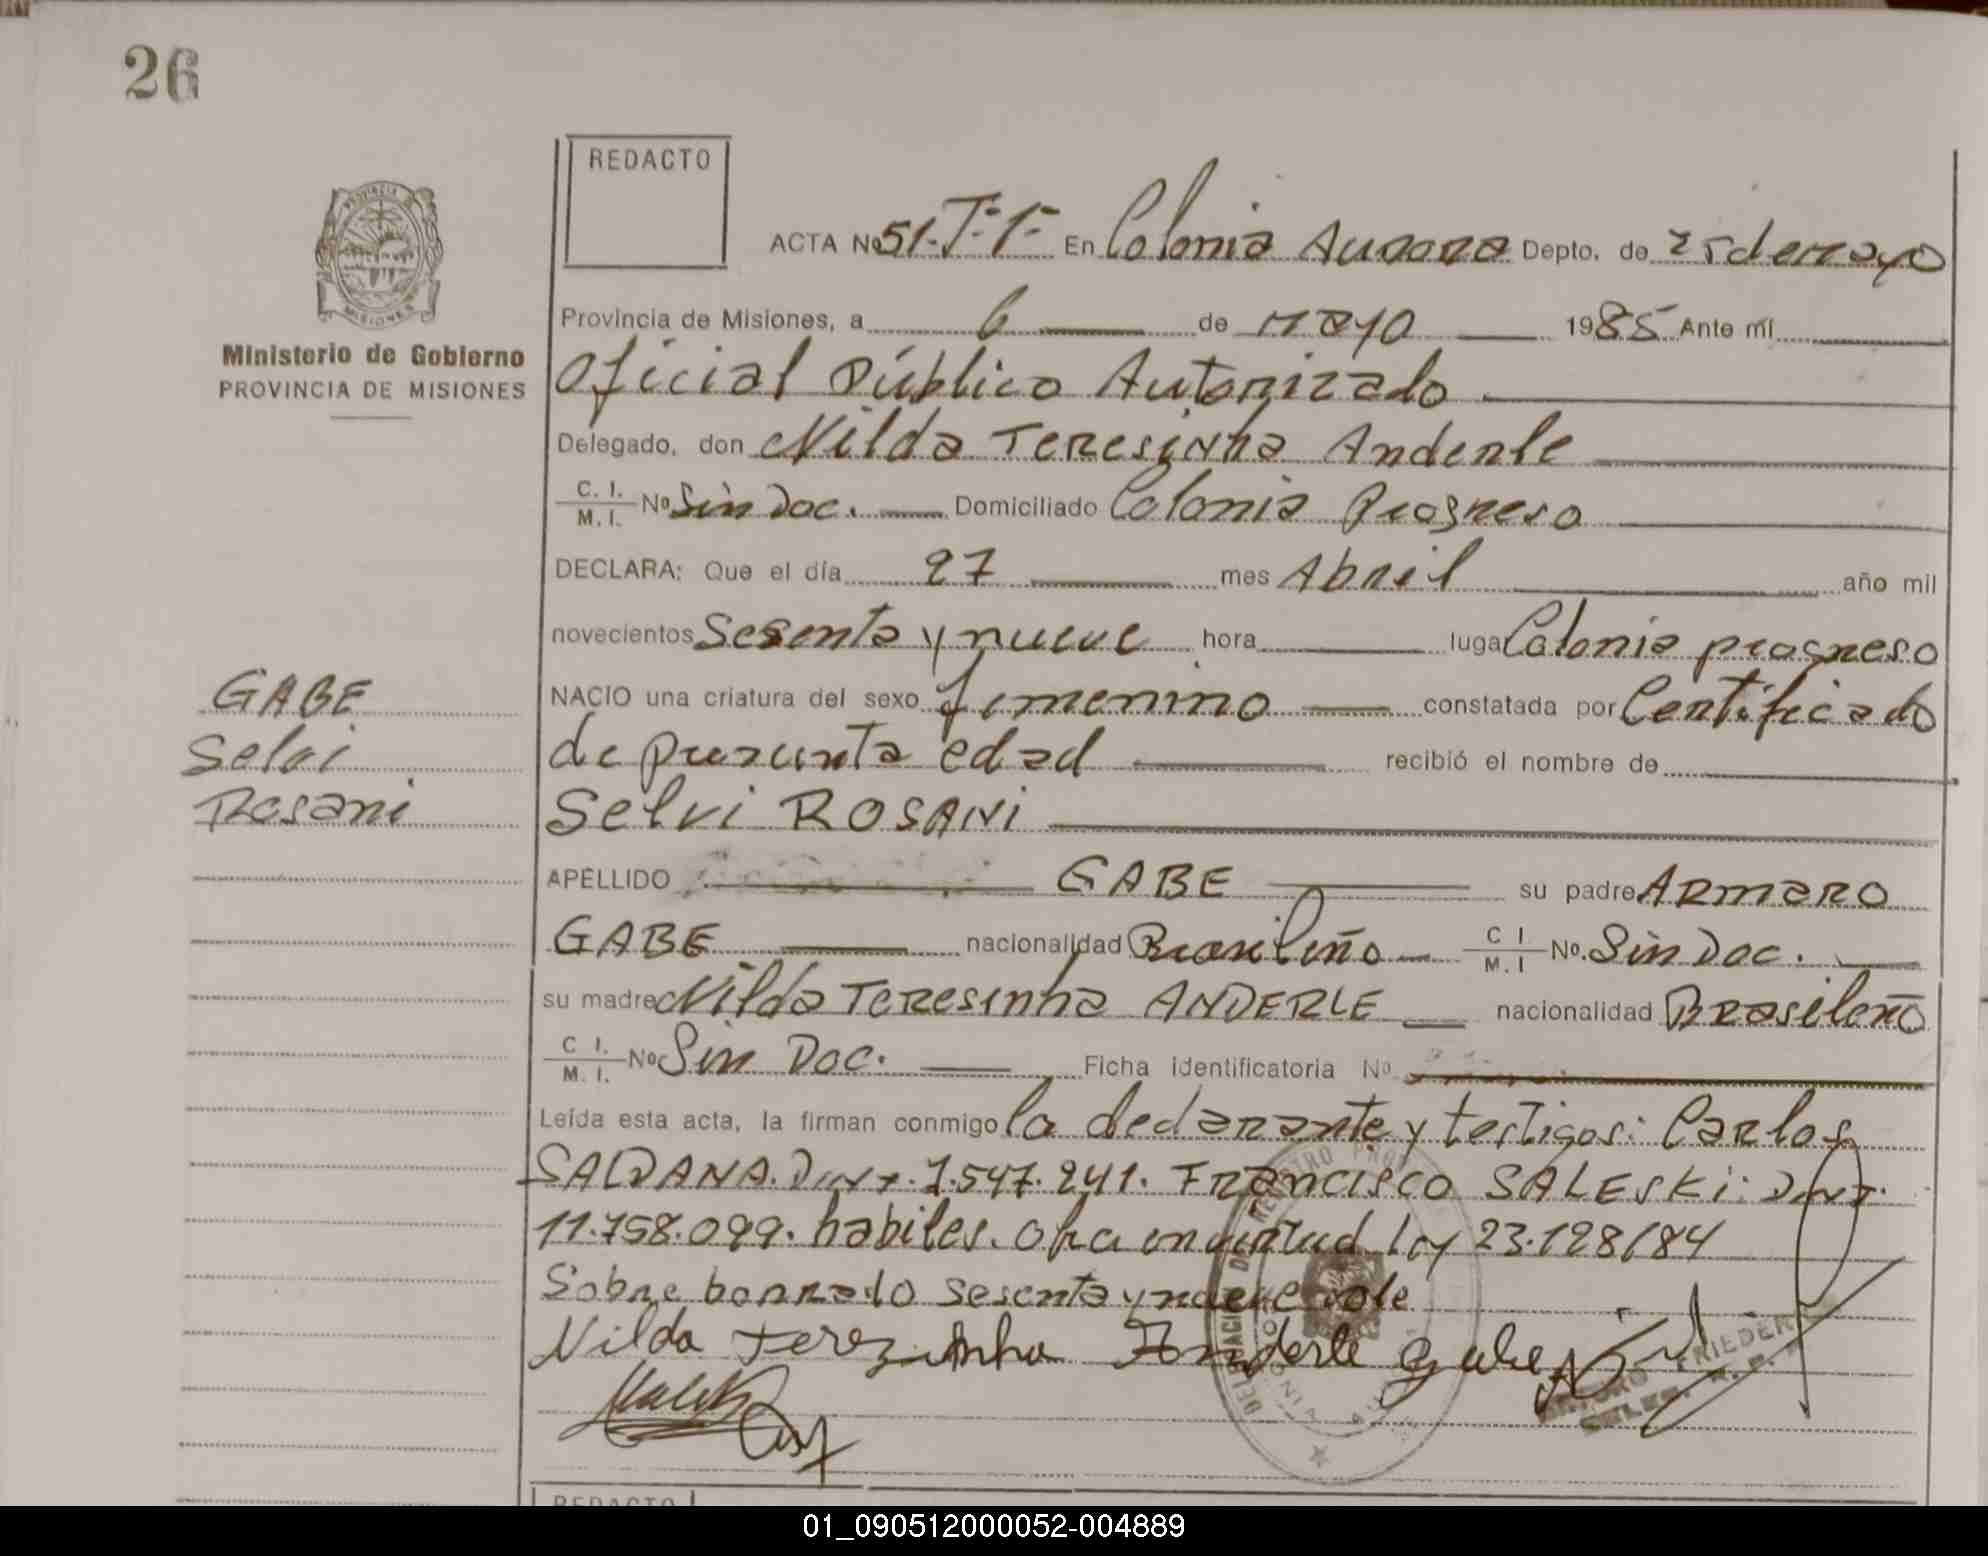 26
REDACTO
ACTA No 51-Tº-1º- En Colonia Aurora Depto. de 25 de mayo
Provincia de Misiones, a 6 de mayo 1985 Ante mí
Oficial Público Autorizado
Delegado, don Nilda Teresinha Anderle
C. I. M. I. No Sin Doc. Domiciliado Colonia Progreso
DECLARA: Que el día 27 mes Abril año mil
novecientos Sesenta y nueve hora lugar Colonia progreso
NACIO una criatura del sexo femenino constatada por Certificado
de presunta edad recibió el nombre de
Selvi ROSANI
APELLIDO GABE su padre ARMARO
GABE nacionalidad Brasileño C I M. I No. Sin Doc.
su madre Nilda TERESINHA ANDERLE nacionalidad BRasileño
C I. M. I. No Sin Doc. Ficha identificatoria No
Leída esta acta, la firman conmigo la declarante y testigos: Carlos
SALDANA. DNI. 7.547.241. FRANCISCO SALESKI: DNI.
11.758.099. habiles. en virtud ley 23.128/84
Sobre borrado sesenta y nueve vale
Nilda Terezinha Anderle Gabe
Ministerio de Gobierno
PROVINCIA DE MISIONES
PROVINCIA D
MISIONES
GABE
Selvi
Rosani
FRIEDER
REDACTO
01_090512000052-004889